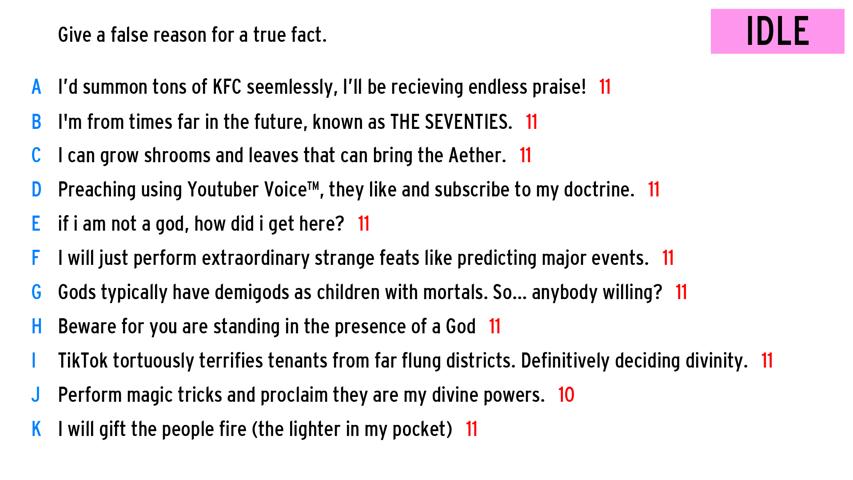 Give a false reason for a true fact.
IDLE
A I'd summon tons of KFC seemlessly, I'll be recieving endless praise! 11
B I'm from times far in the future, known as THE SEVENTIES. 11
C I can grow shrooms and leaves that can bring the Aether. 11
D Preaching using Youtuber Voice™, they like and subscribe to my doctrine. 11
E if i am not a god, how did i get here? 11
F I will just perform extraordinary strange feats like predicting major events. 11
G Gods typically have demigods as children with mortals. So... anybody willing? 11
H Beware for you are standing in the presence of a God 11
I TikTok tortuously terrifies tenants from far flung districts. Definitively deciding divinity. 11
J Perform magic tricks and proclaim they are my divine powers. 10
K I will gift the people fire (the lighter in my pocket) 11